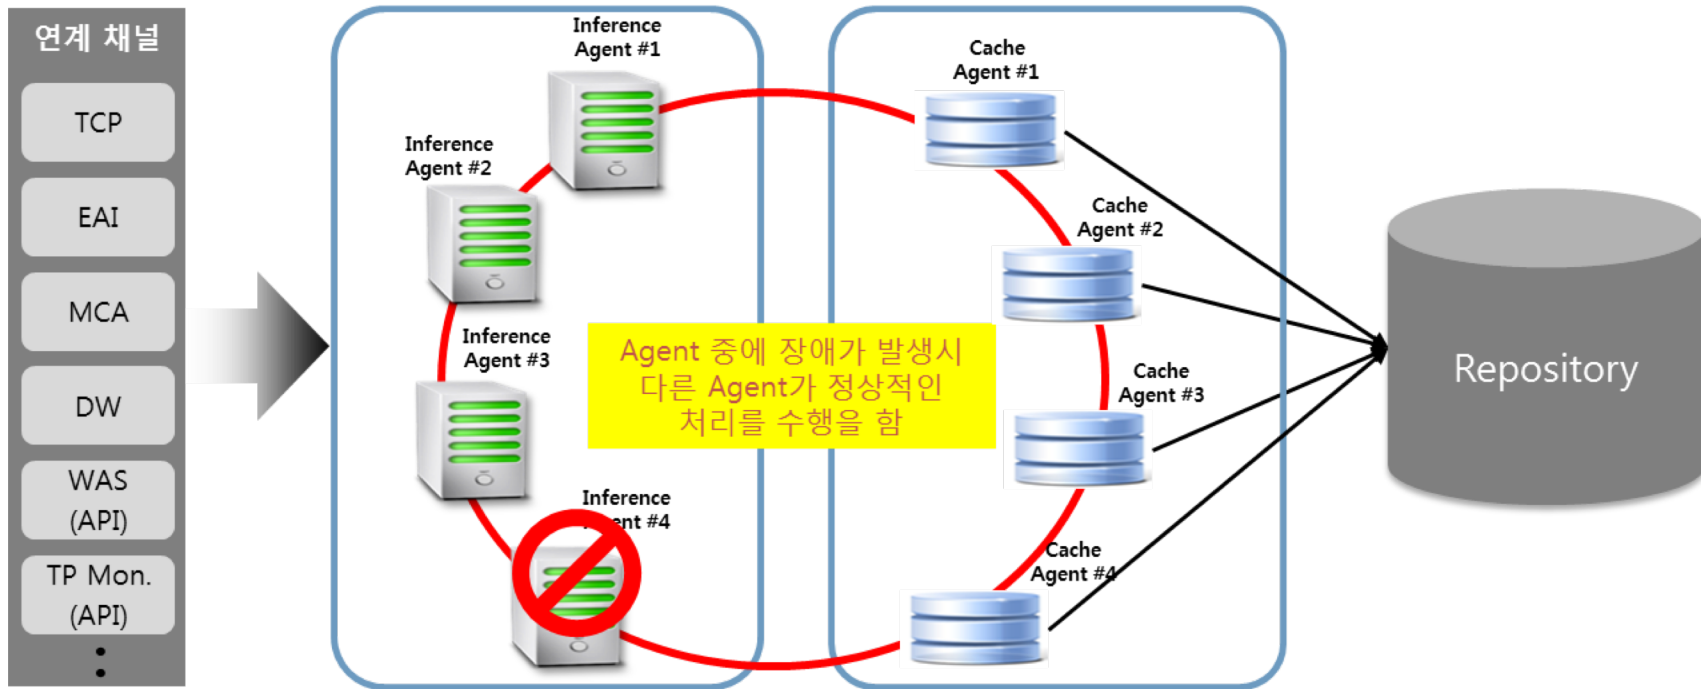 연계 채널
TCP
EAI
MCA
DW
WAS
(API)
TP Mon.
(API)
Inference
Agent #1
Inference
Agent #2
Inference
Agent #3
Inference
Agent #4
Agent 중에 장애가 발생시
다른 Agent가 정상적인
처리를 수행을 함
Cache
Agent #1
Cache
Agent #2
Cache
Agent #3
Cache
Agent #4
Repository